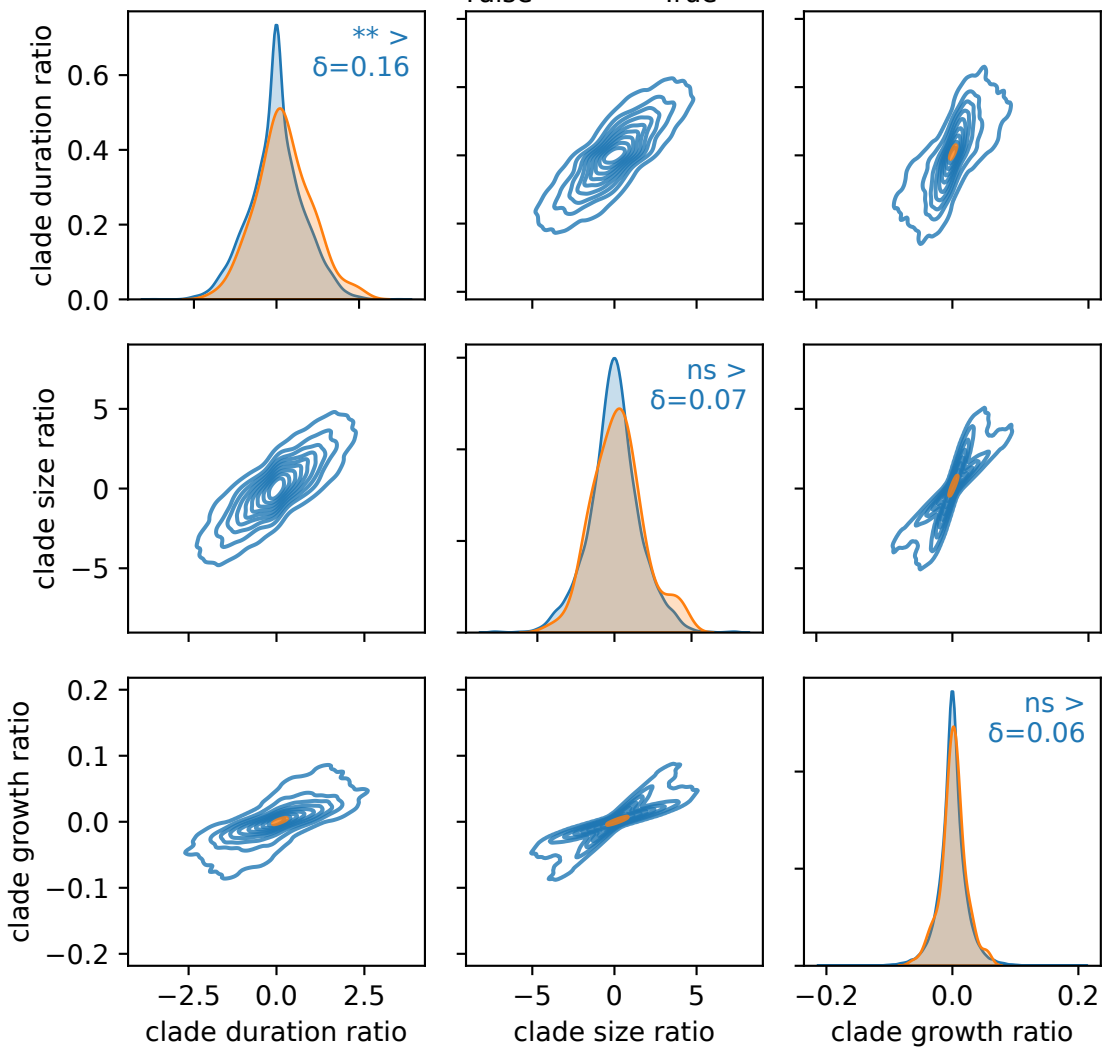 True
** >
δ=0.16
clade duration ratio
0.6
0.4
0.2
0.0
ns >
δ=0.07
clade size ratio
5
0
−5
ns >
δ=0.06
clade growth ratio
0.2
0.1
0.0
−0.1
−0.2
−2.5 0.0 2.5
−5 0 5
−0.2 0.0 0.2
clade duration ratio
clade size ratio
clade growth ratio